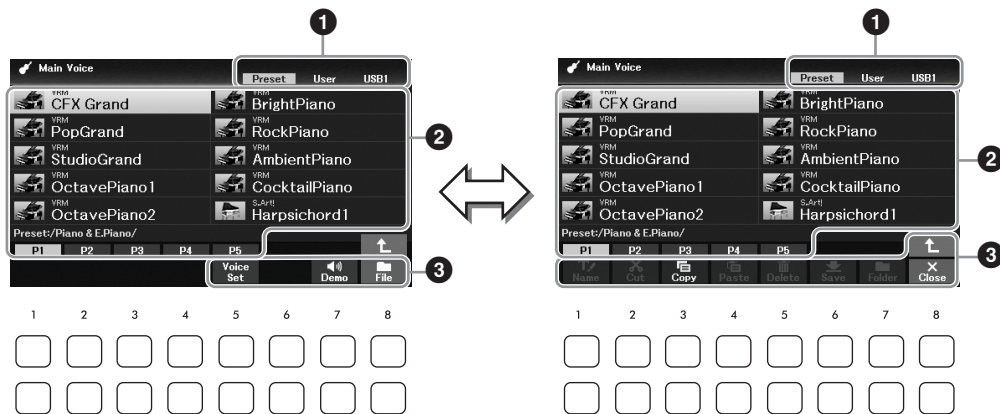 1
Main Voice
Preset User USB1
VRM CFX Grand
VRM BrightPiano
VRM PopGrand
VRM RockPiano
VRM StudioGrand
VRM AmbientPiano
VRM OctavePiano1
VRM CocktailPiano
VRM OctavePiano2
S.Art! Harpsichord1
Preset:/Piano & E.Piano/
P1 P2 P3 P4 P5
Voice Set
Demo
File
2
3
1 2 3 4 5 6 7 8
1
Main Voice
Preset User USB1
VRM CFX Grand
VRM BrightPiano
VRM PopGrand
VRM RockPiano
VRM StudioGrand
VRM AmbientPiano
VRM OctavePiano1
VRM CocktailPiano
VRM OctavePiano2
S.Art! Harpsichord1
Preset:/Piano & E.Piano/
P1 P2 P3 P4 P5
Name Cut Copy Paste Delete Save Folder Close
2
3
1 2 3 4 5 6 7 8